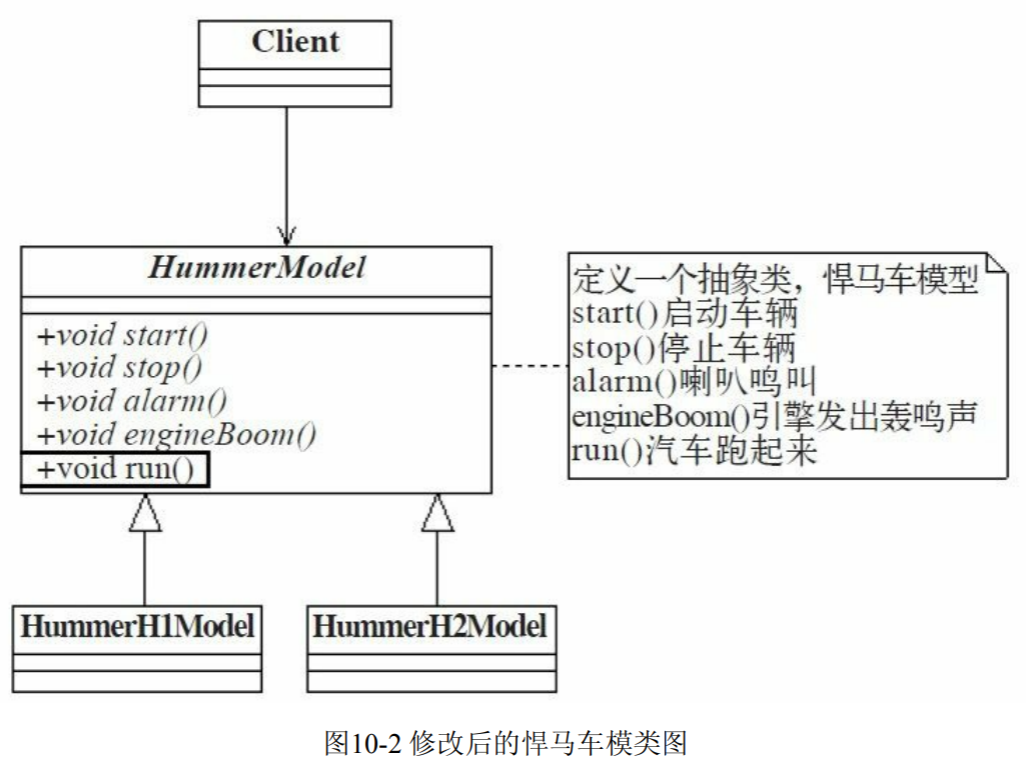 Client
HummerModel
+void start()
+void stop()
+void alarm()
+void engineBoom()
+void run()
定义一个抽象类，悍马车模型
start()启动车辆
stop()停止车辆
alarm()喇叭鸣叫
engineBoom()引擎发出轰鸣声
run()汽车跑起来
HummerH1Model
HummerH2Model
图10-2 修改后的悍马车模类图